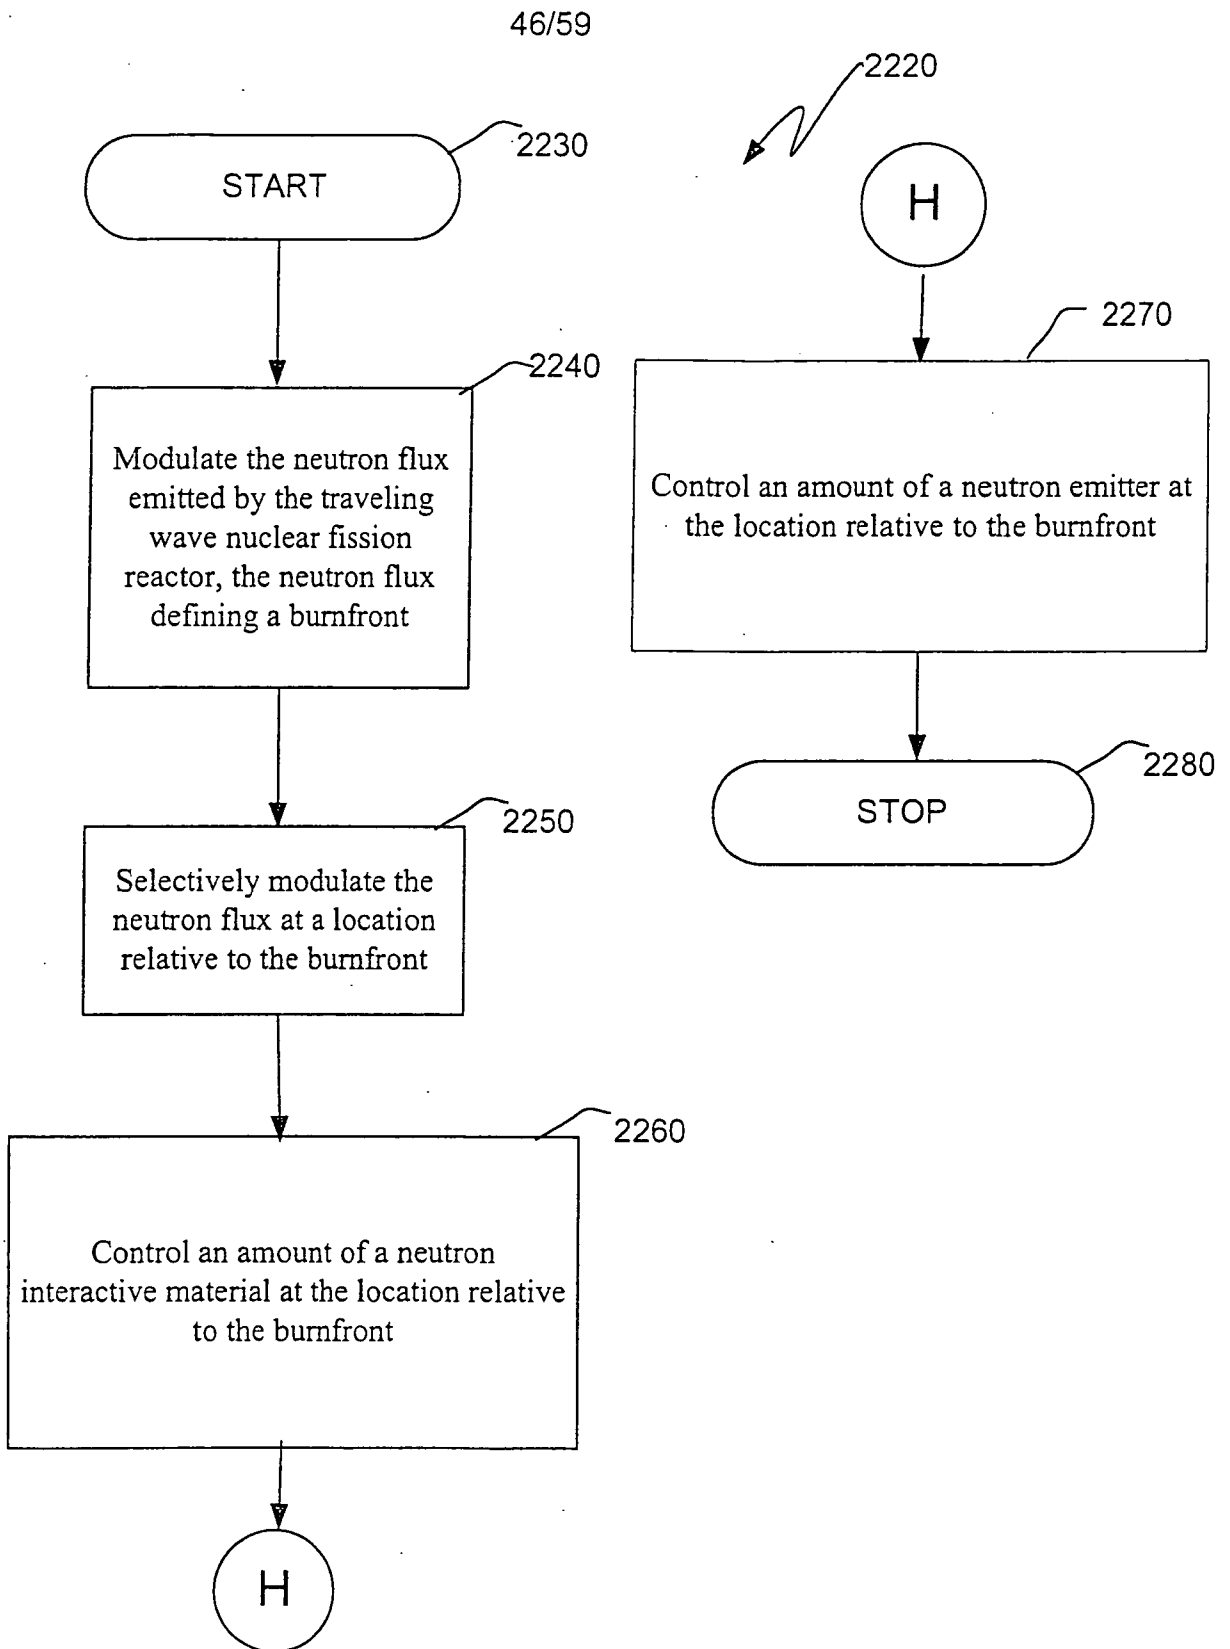 46/59
2220
2230
START
2240
Modulate the neutron flux
emitted by the traveling
wave nuclear fission
reactor, the neutron flux
defining a burnfront
2250
Selectively modulate the
neutron flux at a location
relative to the burnfront
2260
Control an amount of a neutron
interactive material at the location relative
to the burnfront
H
H
2270
Control an amount of a neutron emitter at
the location relative to the burnfront
2280
STOP